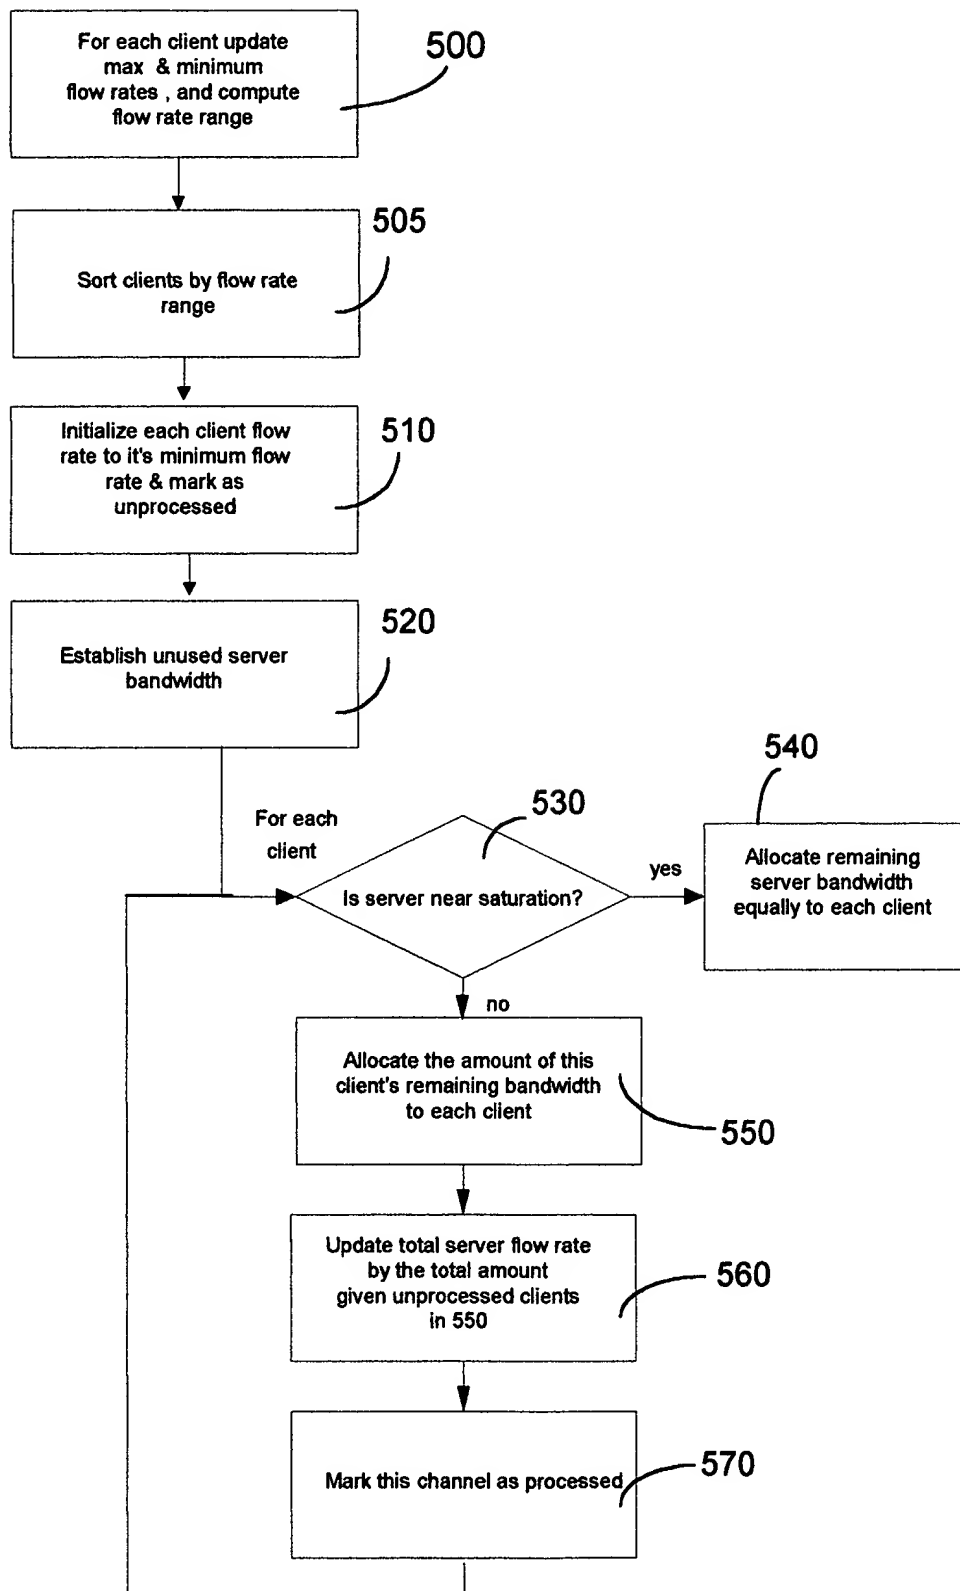 For each client update
max & minimum
flow rates , and compute
flow rate range
500
505
Sort clients by flow rate
range
510
Initialize each client flow
rate to it's minimum flow
rate & mark as
unprocessed
520
Establish unused server
bandwidth
For each
client
530
Is server near saturation?
yes
540
Allocate remaining
server bandwidth
equally to each client
no
Allocate the amount of this
client's remaining bandwidth
to each client
550
Update total server flow rate
by the total amount
given unprocessed clients
in 550
560
Mark this channel as processed
570